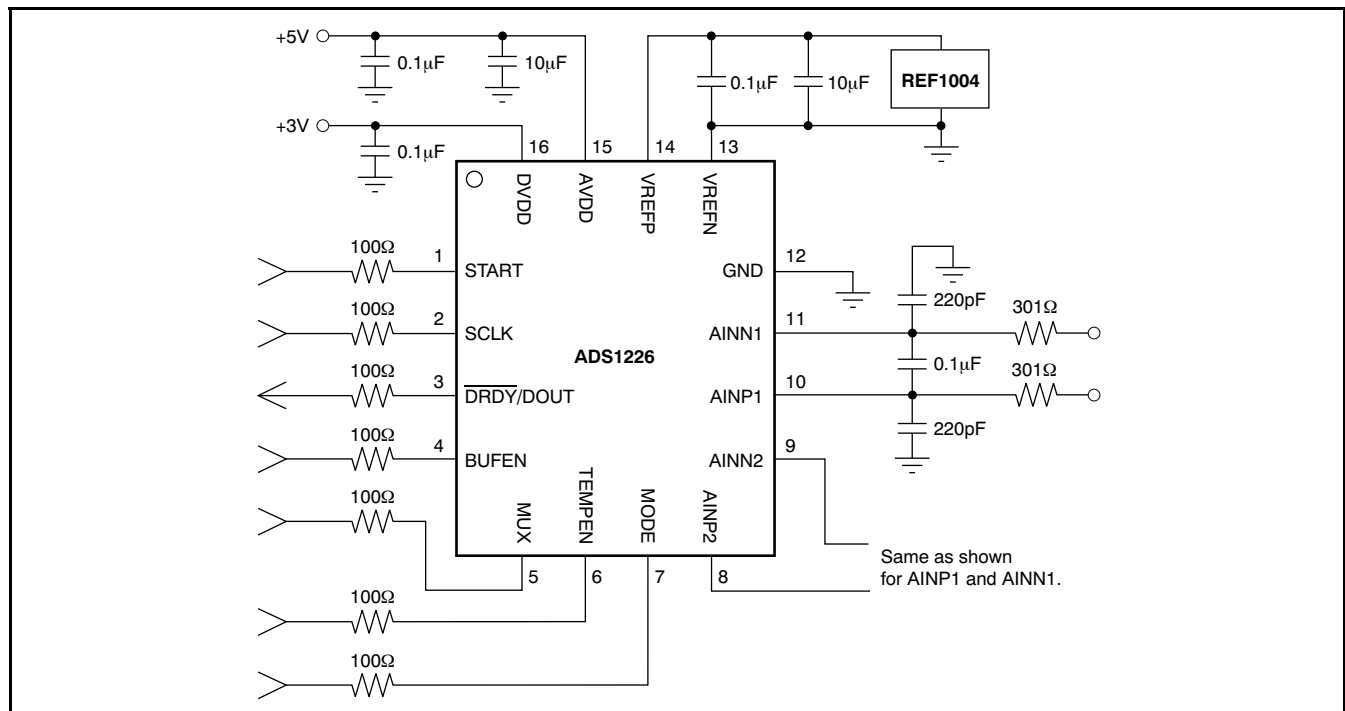 +5V
0.1µF
10µF
0.1µF
10µF
REF1004
+3V
0.1µF
16
15
14
13
DVDD
AVDD
VREFP
VREFN
100Ω
1
START
GND
12
220pF
100Ω
2
SCLK
AINN1
11
301Ω
ADS1226
0.1µF
100Ω
3
DRDY/DOUT
AINP1
10
301Ω
220pF
100Ω
4
BUFEN
AINN2
9
100Ω
MUX
TEMPEN
MODE
AINP2
5
6
7
8
Same as shown
for AINP1 and AINN1.
100Ω
100Ω